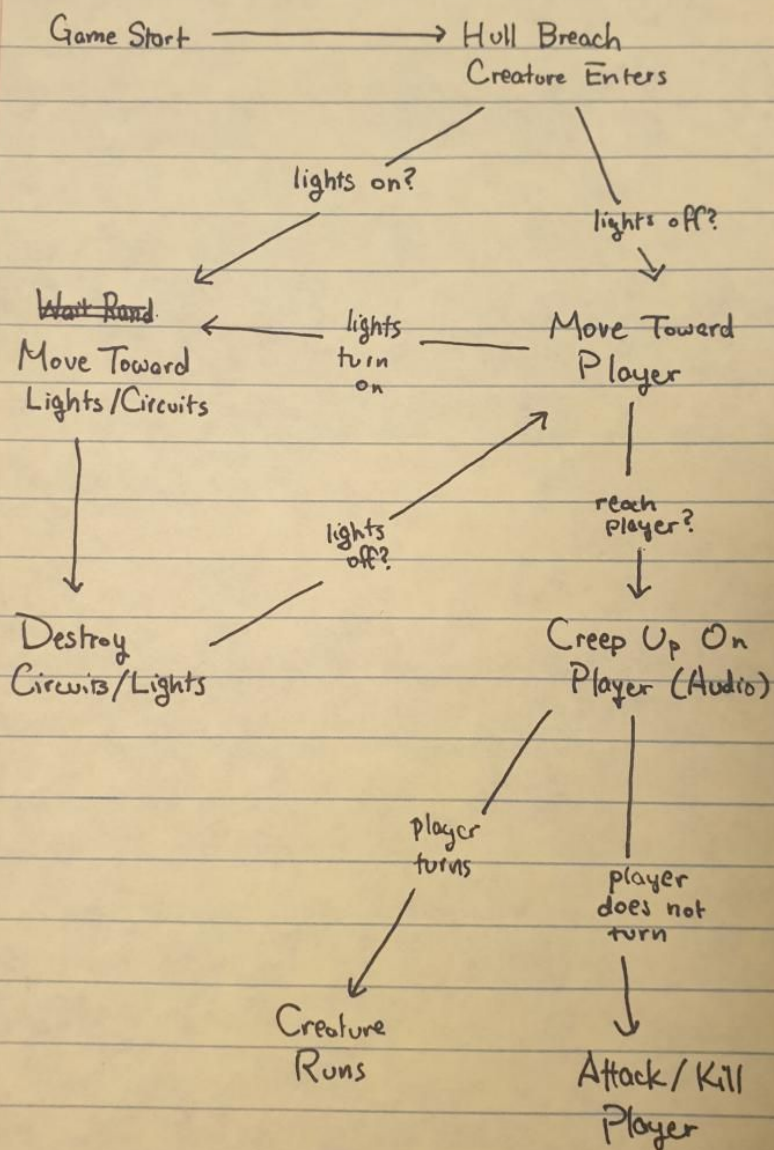 Game Start
Hull Breach
Creature Enters
lights on?
lights off?
Wait Rand.
Move Toward
Lights/Circuits
lights
turn
on
Move Toward
Player
lights
off?
reach
player?
Destroy
Circuits/Lights
Creep Up On
Player (Audio)
player
turns
player
does not
turn
Creature
Runs
Attack/Kill
Player